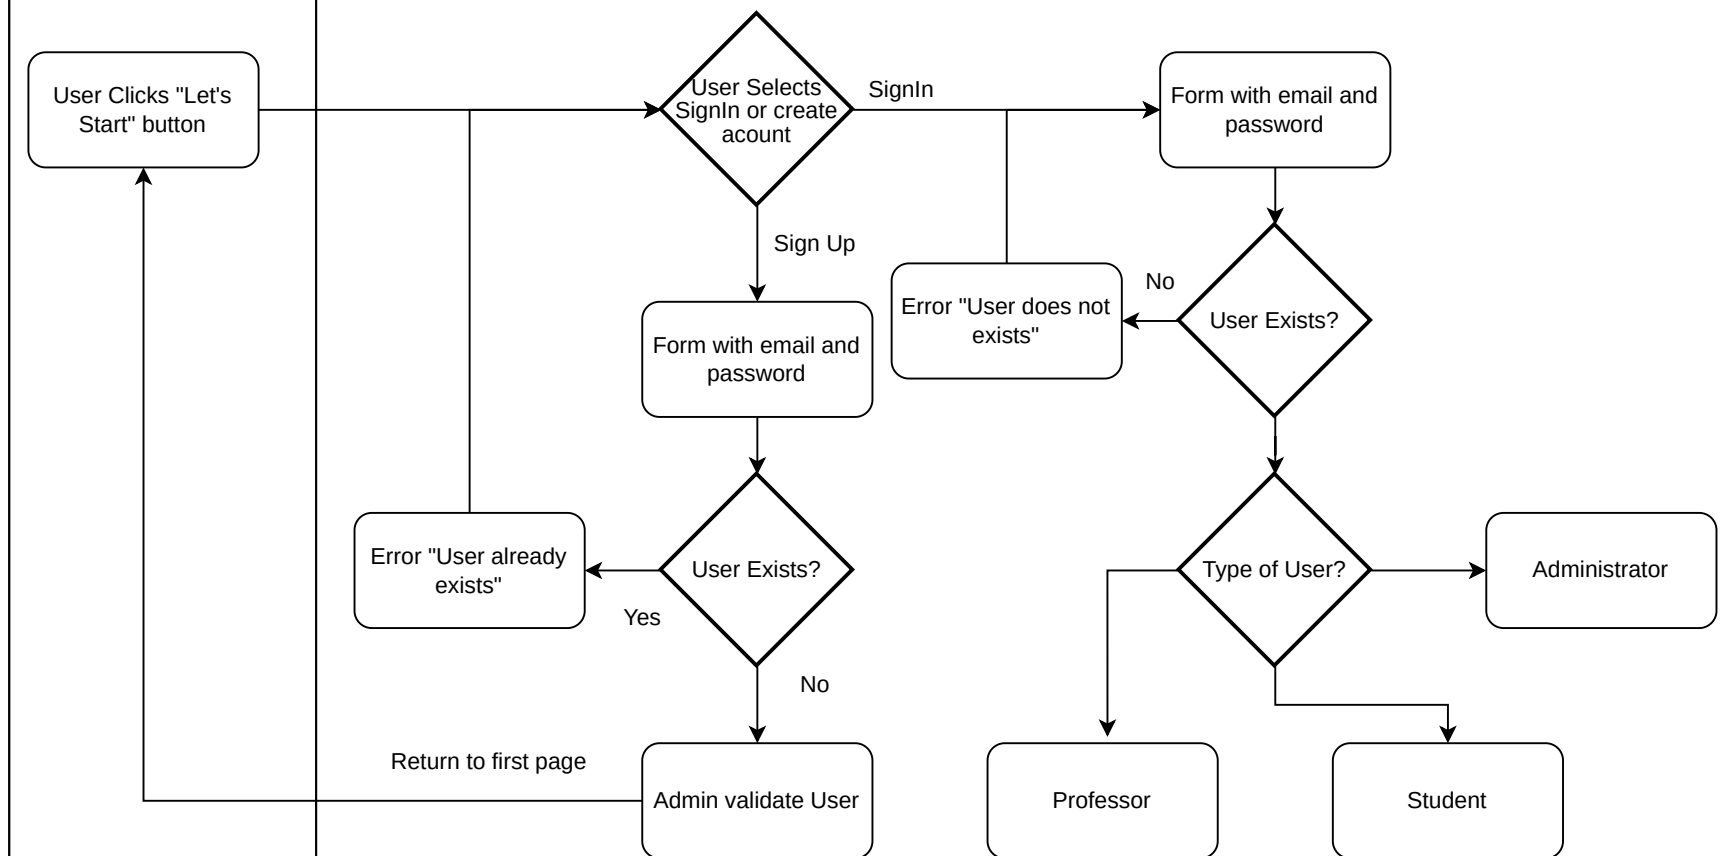 User Clicks "Let's
Start" button
User Selects
SignIn or create
acount
SignIn
Form with email and
password
Sign Up
Form with email and
password
Error "User does not
exists"
No
User Exists?
Error "User already
exists"
Yes
User Exists?
No
Type of User?
Administrator
Return to first page
Admin validate User
Professor
Student